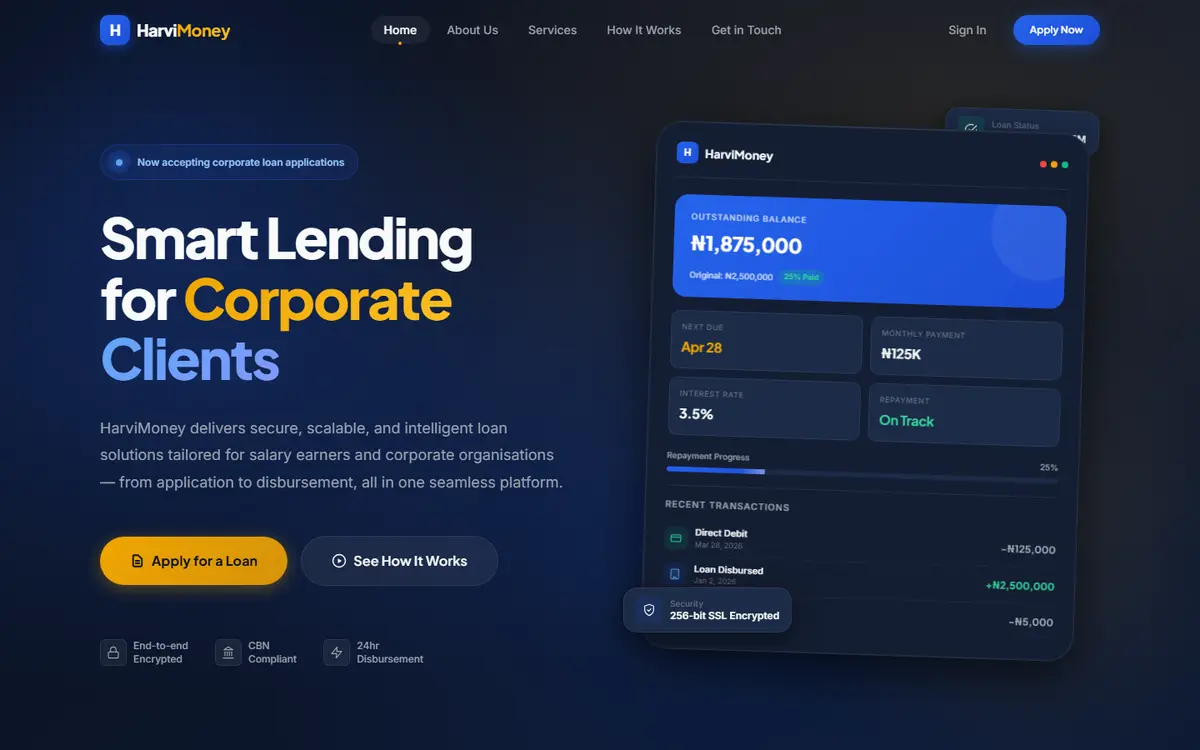 H HarviMoney
Home
About Us
Services
How It Works
Get in Touch
Sign In
Apply Now
Now accepting corporate loan applications
Smart Lending
for Corporate
Clients
HarviMoney delivers secure, scalable, and intelligent loan
solutions tailored for salary earners and corporate organisations
— from application to disbursement, all in one seamless platform.
Apply for a Loan
See How It Works
End-to-end
Encrypted
CBN
Compliant
24hr
Disbursement
Loan Status
H HarviMoney
OUTSTANDING BALANCE
₦1,875,000
Original: ₦2,500,000 25% Paid
NEXT DUE
Apr 28
MONTHLY PAYMENT
₦125K
INTEREST RATE
3.5%
REPAYMENT
On Track
Repayment Progress
25%
RECENT TRANSACTIONS
Direct Debit
Mar 28, 2026
−₦125,000
Loan Disbursed
Jan 2, 2026
+₦2,500,000
−₦5,000
Security
256-bit SSL Encrypted